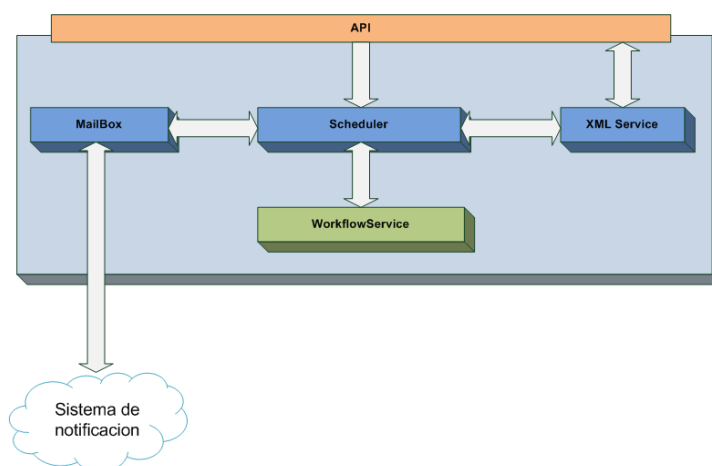 API
MailBox
Scheduler
XML Service
WorkflowService
Sistema de
notificacion